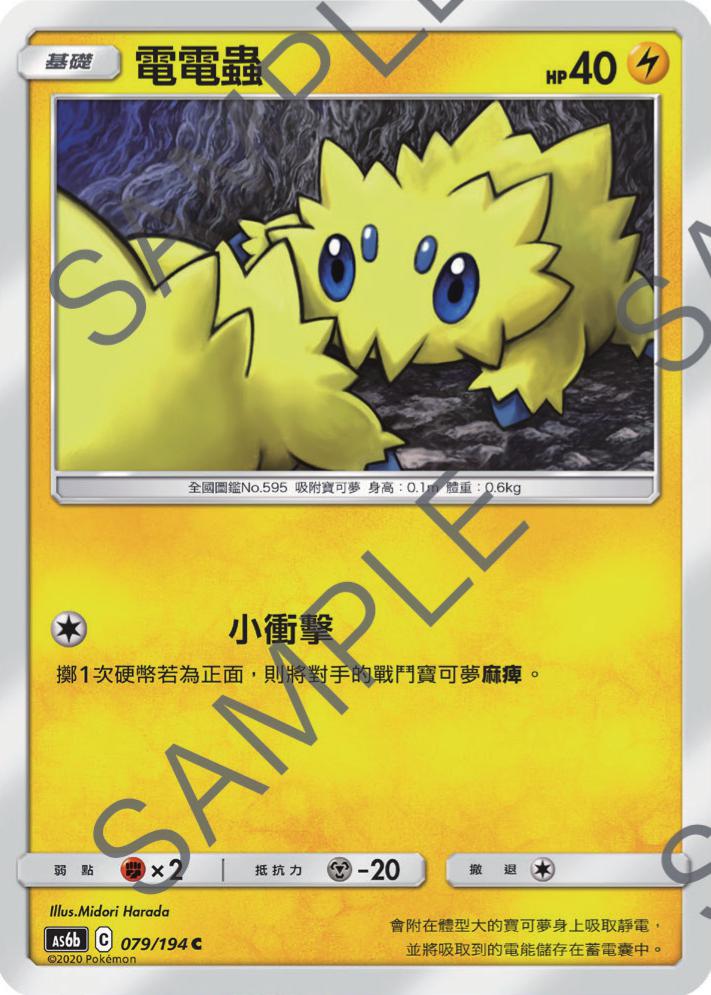 基礎 電電蟲 HP40
全國圖鑑No.595 吸附寶可夢 身高：0.1m 體重：0.6kg
小衝擊
擲1次硬幣若為正面，則將對手的戰鬥寶可夢麻痺。
弱點 ×2 抵抗力 -20 撤退
Illus.Midori Harada
會附在體型大的寶可夢身上吸取靜電，
並將吸取到的電能儲存在蓄電囊中。
AS6b C 079/194 C
©2020 Pokémon
SAMPLE
SAMPLE